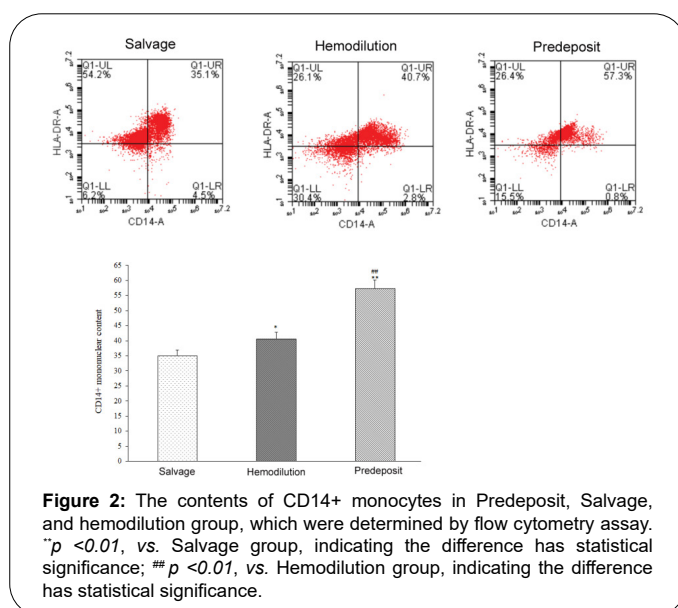 Salvage
Hemodilution
Predeposit
Q1-UL
54.2%
Q1-UR
35.1%
Q1-LL
6.2%
Q1-LR
4.5%
HLA-DR-A
CD14-A
Q1-UL
26.1%
Q1-UR
40.7%
Q1-LL
30.4%
Q1-LR
2.8%
HLA-DR-A
CD14-A
Q1-UL
26.4%
Q1-UR
57.3%
Q1-LL
15.5%
Q1-LR
0.8%
HLA-DR-A
CD14-A
CD14+ mononuclear content
65
60
55
50
45
40
35
30
25
20
15
10
5
0
*
##
**
Salvage
Hemodilution
Predeposit
Figure 2: The contents of CD14+ monocytes in Predeposit, Salvage,
and hemodilution group, which were determined by flow cytometry assay.
**p <0.01, vs. Salvage group, indicating the difference has statistical
significance; ## p <0.01, vs. Hemodilution group, indicating the difference
has statistical significance.